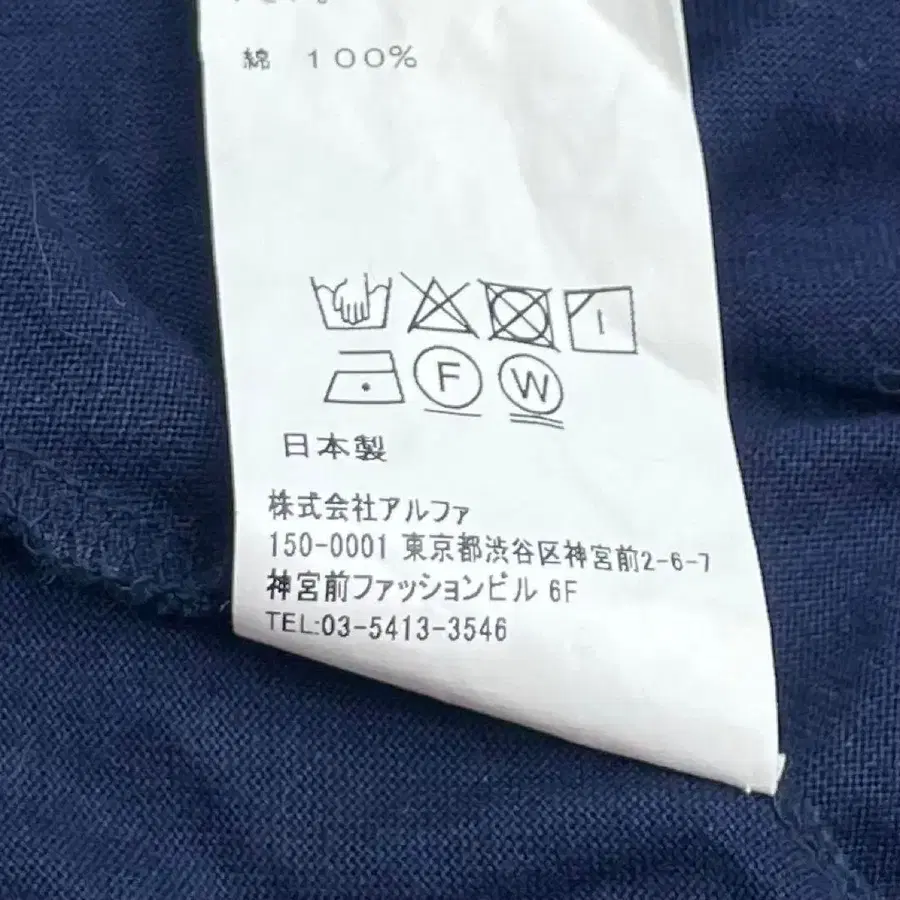 綿 100%
F W
日本製
株式会社アルファ
150-0001 東京都渋谷区神宮前2-6-7
神宮前ファッションビル 6F
TEL:03-5413-3546